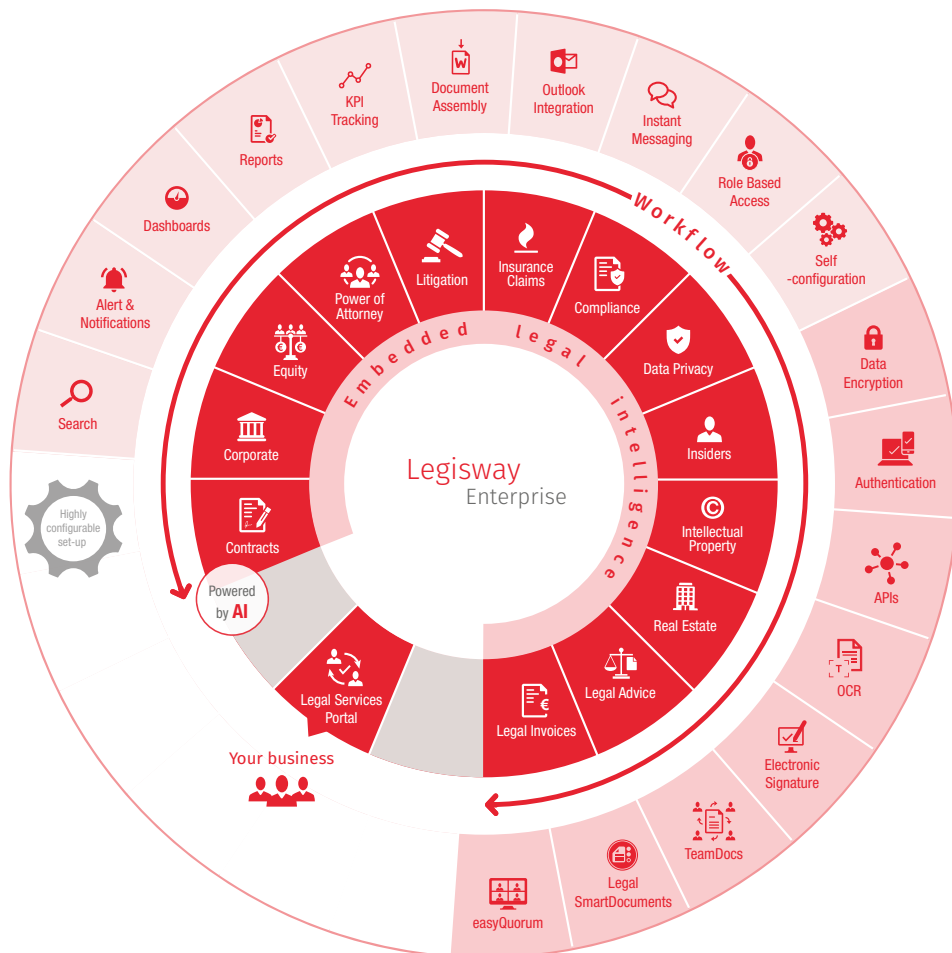 KPI
Tracking
Document
Assembly
Outlook
Integration
Instant
Messaging
Role Based
Access
Self
-configuration
Data
Encryption
Authentication
APIs
T
OCR
Electronic
Signature
TeamDocs
Legal
SmartDocuments
easyQuorum
Reports
Dashboards
Alert &
Notifications
Search
Highly
configurable
set-up
Workflow
Litigation
Insurance
Claims
Compliance
Data Privacy
Insiders
©
Intellectual
Property
Real Estate
Legal Advice
€
Legal Invoices
Power of
Attorney
€ €
Equity
Corporate
Contracts
Powered
by AI
Legal Services
Portal
Your business
Embedded legal intelligence
Legisway
Enterprise
W